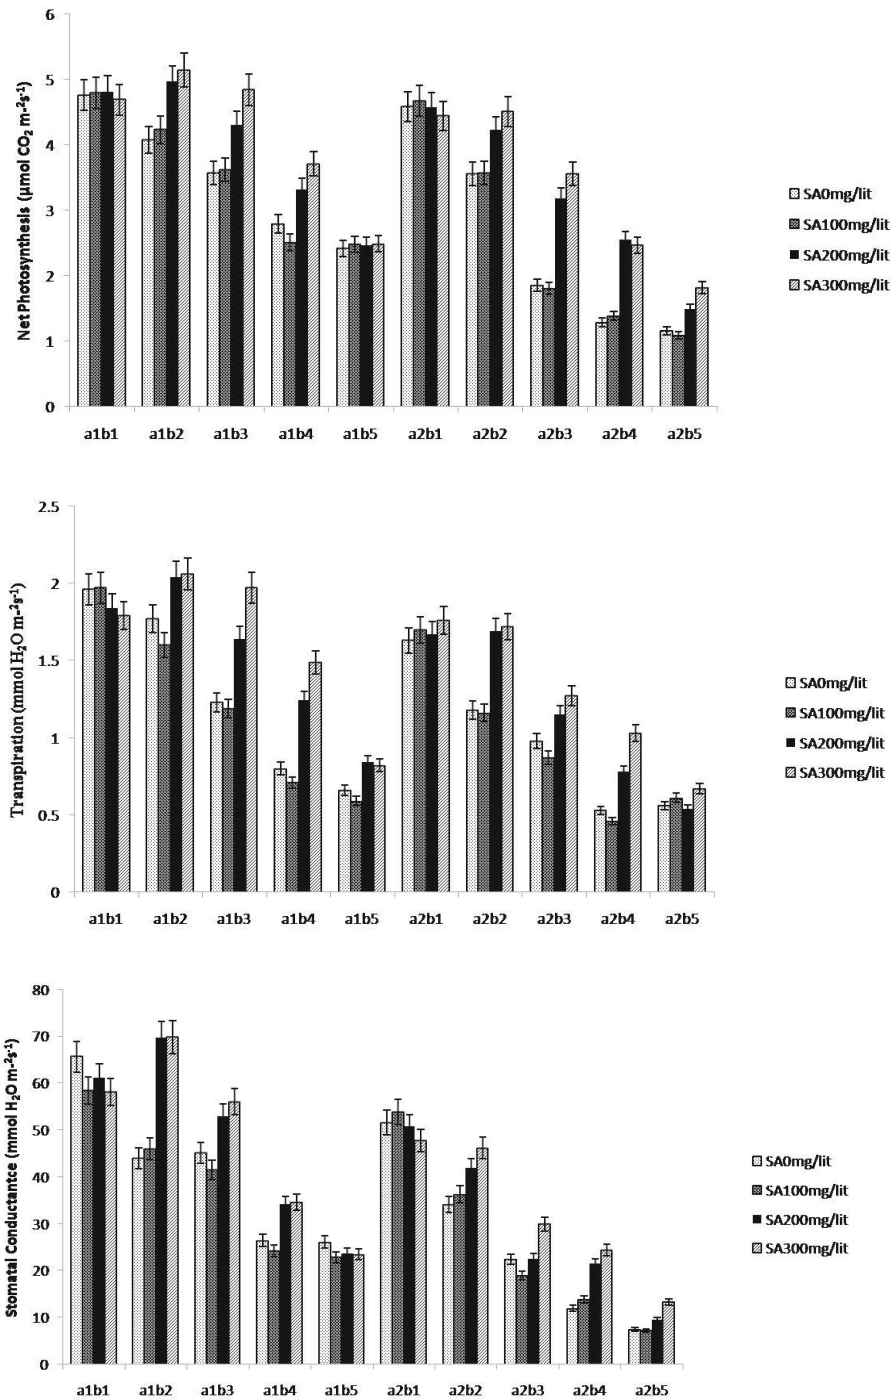 6
5
4
3
2
1
0
Net Photosynthesis (µmol CO₂ m-²s-¹)
a1b1 a1b2 a1b3 a1b4 a1b5 a2b1 a2b2 a2b3 a2b4 a2b5
SA0mg/lit
SA100mg/lit
SA200mg/lit
SA300mg/lit
2.5
2
1.5
1
0.5
0
Transpiration (mmol H₂O m-²s-¹)
a1b1 a1b2 a1b3 a1b4 a1b5 a2b1 a2b2 a2b3 a2b4 a2b5
SA0mg/lit
SA100mg/lit
SA200mg/lit
SA300mg/lit
80
70
60
50
40
30
20
10
0
Stomatal Conductantce (mmol H₂O m-²s-¹)
a1b1 a1b2 a1b3 a1b4 a1b5 a2b1 a2b2 a2b3 a2b4 a2b5
SA0mg/lit
SA100mg/lit
SA200mg/lit
SA300mg/lit